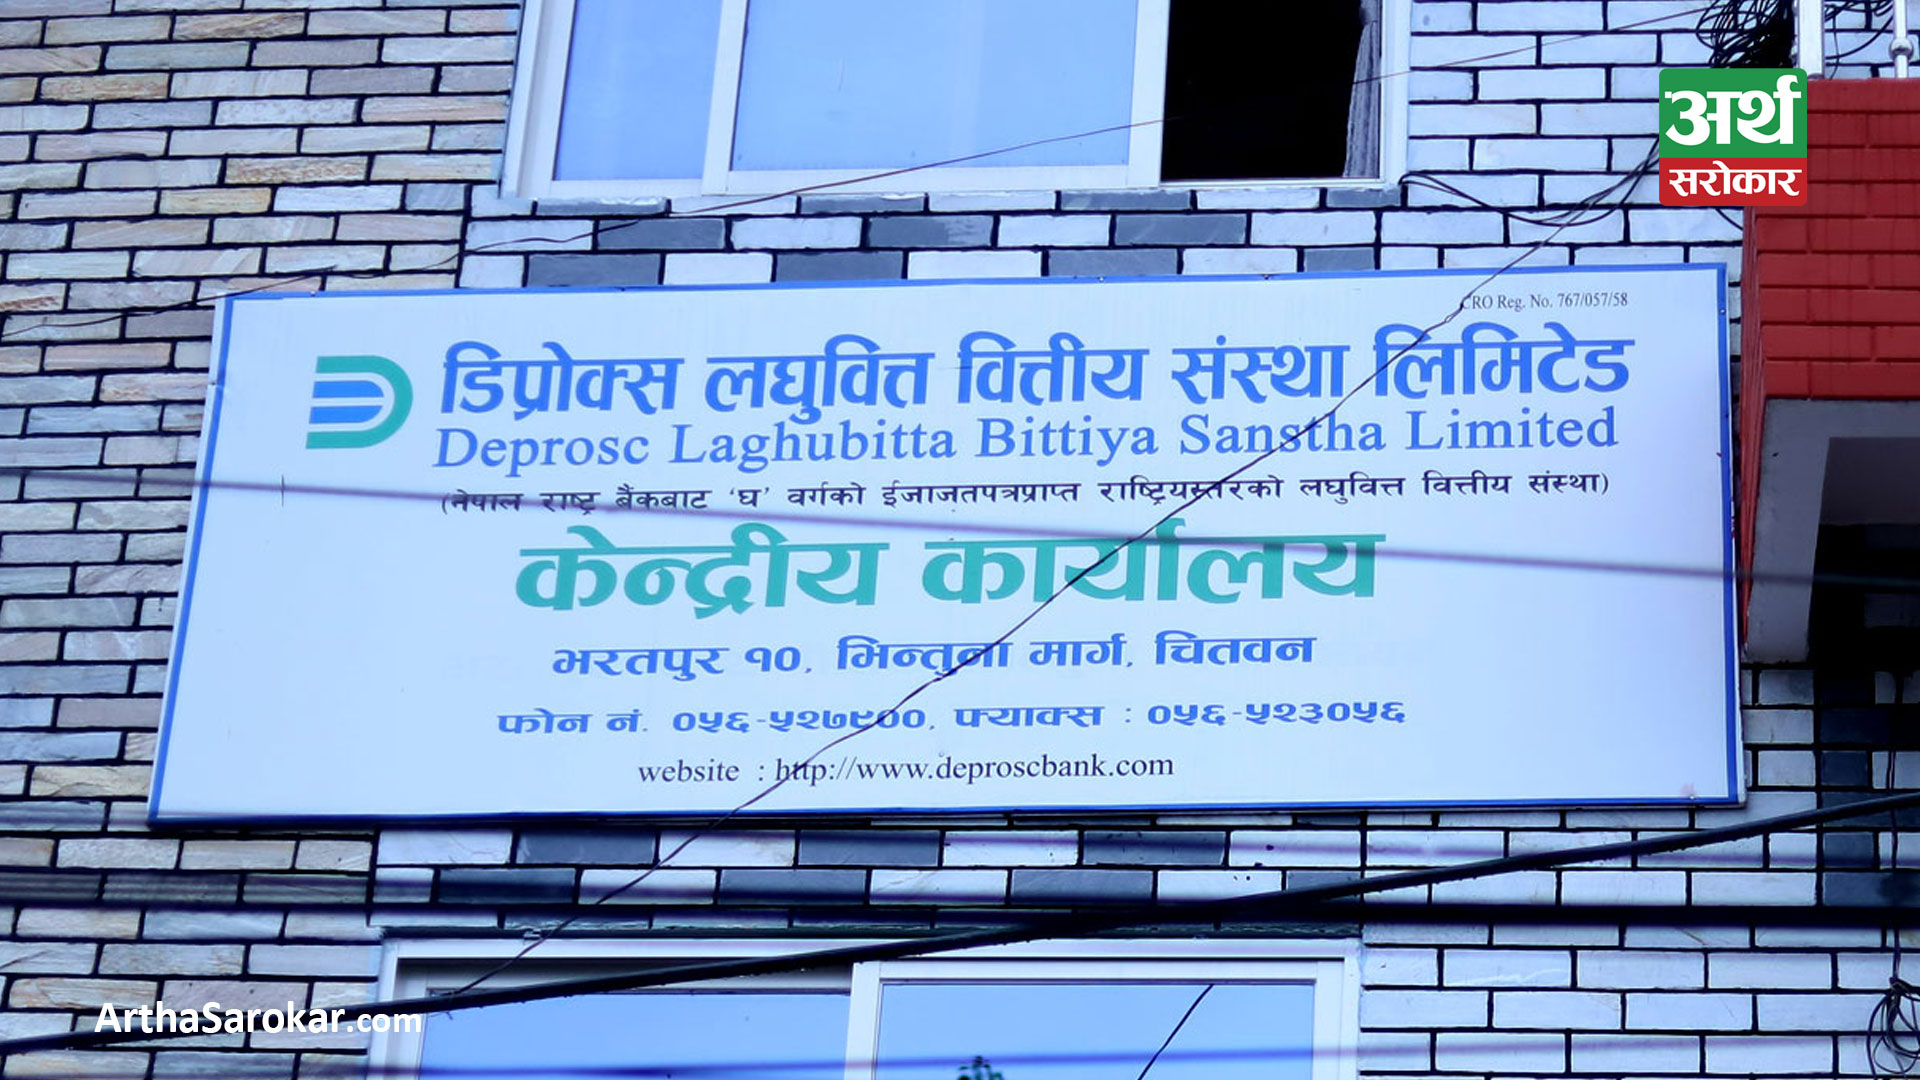 अर्थ
सरोकार
CRO Reg. No. 767/057/58
डिप्रोक्स लघुवित्त वित्तीय संस्था लिमिटेड
Deprosc Laghubitta Bittiya Sanstha Limited
(नेपाल राष्ट्र बैंकबाट ‘घ’ वर्गको ईजाजतपत्रप्राप्त राष्ट्रियस्तरको लघुवित्त वित्तीय संस्था)
केन्द्रीय कार्यालय
भरतपुर १०, भिन्तुना मार्ग, चितवन
फोन नं. ०५६-५२७९००, फ्याक्स : ०५६-५२३०५६
website : http://www.deproscbank.com
ArthaSarokar.com